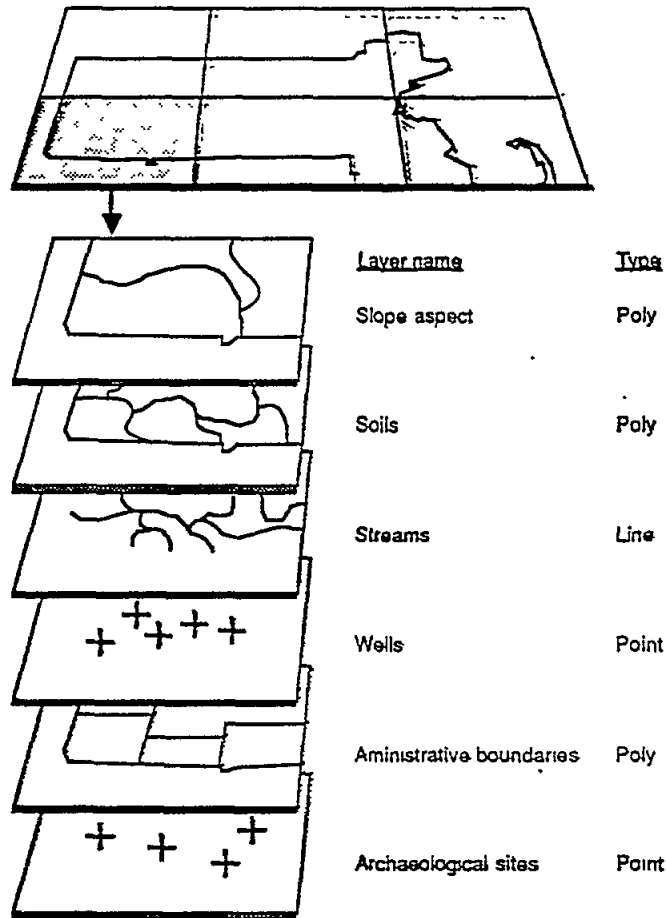 Layer name Type
Slope aspect Poly
Soils Poly
Streams Line
Wells Point
Aministrative boundaries Poly
Archaeological sites Point